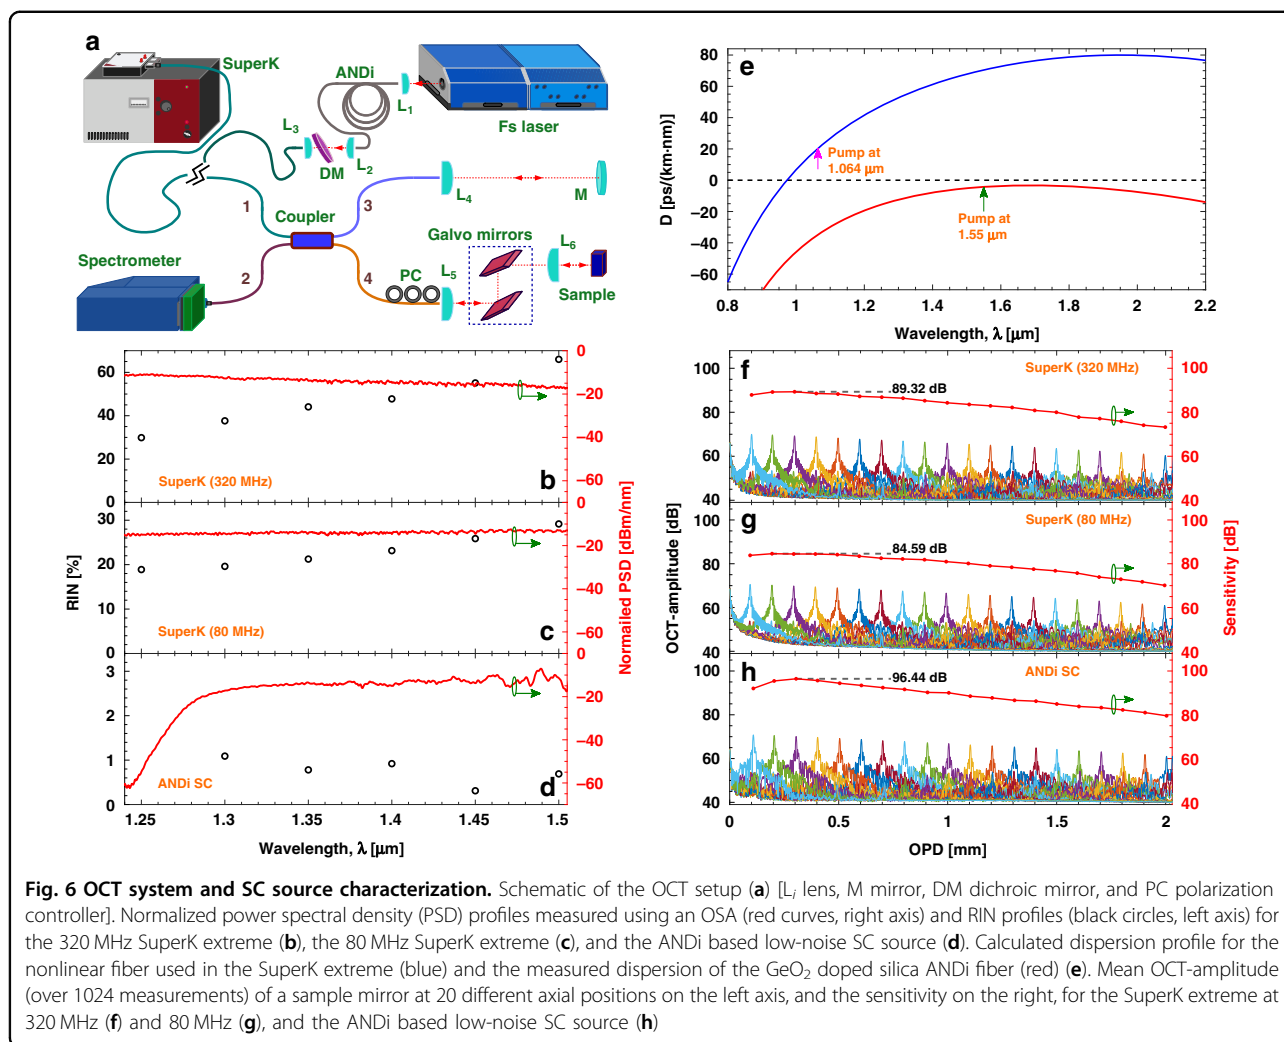 a
SuperK
ANDi
L1
Fs laser
L3
DM
L2
1
3
L4
M
Coupler
Galvo mirrors
L6
Spectrometer
2
4
PC
L5
Sample
80
60
40
20
0
−20
−40
−60
D [ps/(km·nm)]
e
Pump at
1.064 μm
Pump at
1.55 μm
0.8 1 1.2 1.4 1.6 1.8 2 2.2
Wavelength, λ [μm]
RIN [%]
60
40
20
0
SuperK (320 MHz)
b
0
−20
−40
−60
30
20
10
0
SuperK (80 MHz)
c
0
−20
−40
−60
3
2
1
0
ANDi SC
d
0
−20
−40
−60
Normailed PSD [dBm/nm]
1.25 1.3 1.35 1.4 1.45 1.5
Wavelength, λ [μm]
OCT-amplitude [dB]
100
80
60
40
f
SuperK (320 MHz)
89.32 dB
100
80
60
40
100
80
60
40
g
SuperK (80 MHz)
84.59 dB
100
80
60
40
100
80
60
40
h
ANDi SC
96.44 dB
100
80
60
40
Sensitivity [dB]
0 0.5 1 1.5 2
OPD [mm]
Fig. 6 OCT system and SC source characterization. Schematic of the OCT setup (a) [Li lens, M mirror, DM dichroic mirror, and PC polarization
controller]. Normalized power spectral density (PSD) profiles measured using an OSA (red curves, right axis) and RIN profiles (black circles, left axis) for
the 320 MHz SuperK extreme (b), the 80 MHz SuperK extreme (c), and the ANDi based low-noise SC source (d). Calculated dispersion profile for the
nonlinear fiber used in the SuperK extreme (blue) and the measured dispersion of the GeO2 doped silica ANDi fiber (red) (e). Mean OCT-amplitude
(over 1024 measurements) of a sample mirror at 20 different axial positions on the left axis, and the sensitivity on the right, for the SuperK extreme at
320 MHz (f) and 80 MHz (g), and the ANDi based low-noise SC source (h)